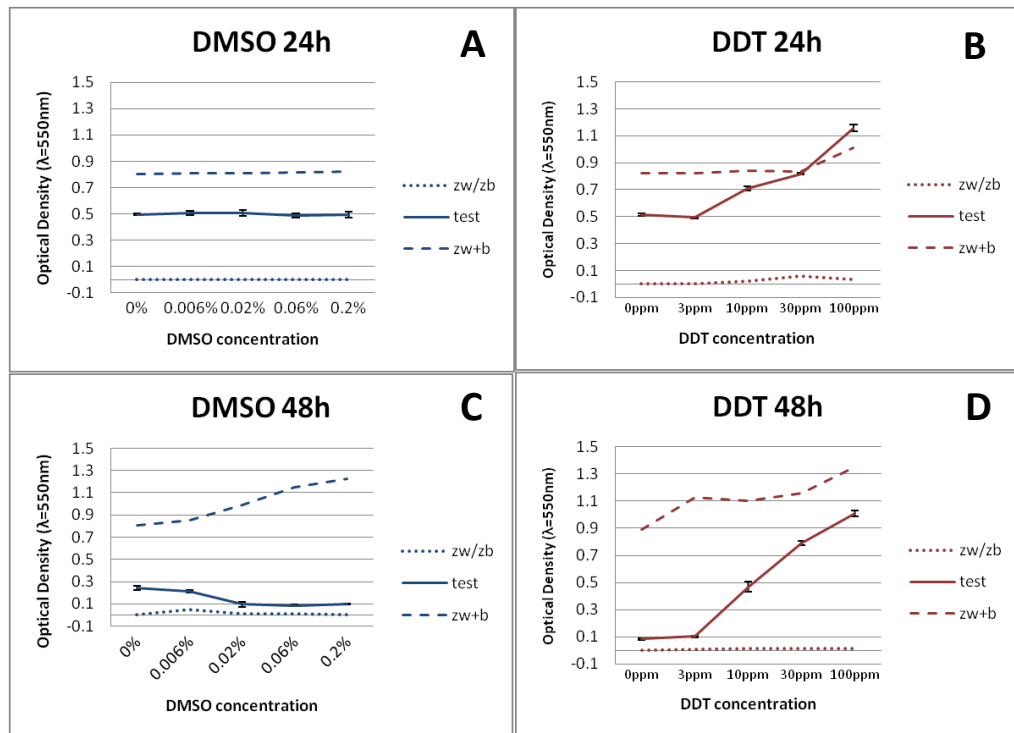 DMSO 24h
A
Optical Density (λ=550nm)
1.5
1.3
1.1
0.9
0.7
0.5
0.3
0.1
-0.1
0% 0.006% 0.02% 0.06% 0.2%
DMSO concentration
zw/zb
test
zw+b
DDT 24h
B
Optical Density (λ=550nm)
1.5
1.3
1.1
0.9
0.7
0.5
0.3
0.1
-0.1
0ppm 3ppm 10ppm 30ppm 100ppm
DDT concentration
zw/zb
test
zw+b
DMSO 48h
C
Optical Density (λ=550nm)
1.5
1.3
1.1
0.9
0.7
0.5
0.3
0.1
-0.1
0% 0.006% 0.02% 0.06% 0.2%
DMSO concentration
zw/zb
test
zw+b
DDT 48h
D
Optical Density (λ=550nm)
1.5
1.3
1.1
0.9
0.7
0.5
0.3
0.1
-0.1
0ppm 3ppm 10ppm 30ppm 100ppm
DDT concentration
zw/zb
test
zw+b